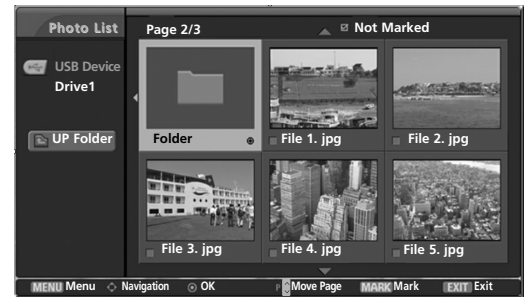 Photo List
Page 2/3
Not Marked
USB Device
Drive1
UP Folder
Folder
File 1. jpg
File 2. jpg
File 3. jpg
File 4. jpg
File 5. jpg
MENU Menu Navigation OK P Move Page MARK Mark EXIT Exit